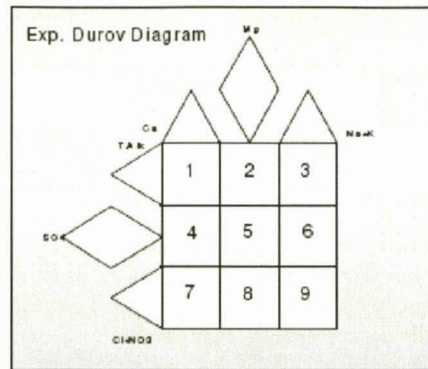 Exp. Durov Diagram
Mg
Ca
Na+K
TAlk
1 2 3
SO4
4 5 6
7 8 9
Cl+NO3